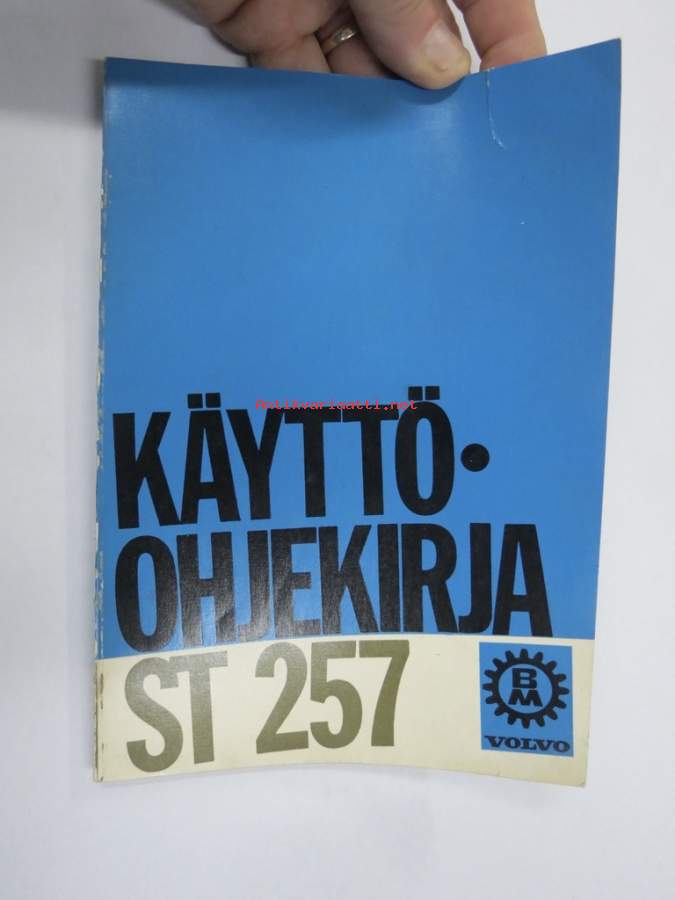 Antikvariaatti.net
KÄYTTÖ•
OHJEKIRJA
ST 257
BM
VOLVO